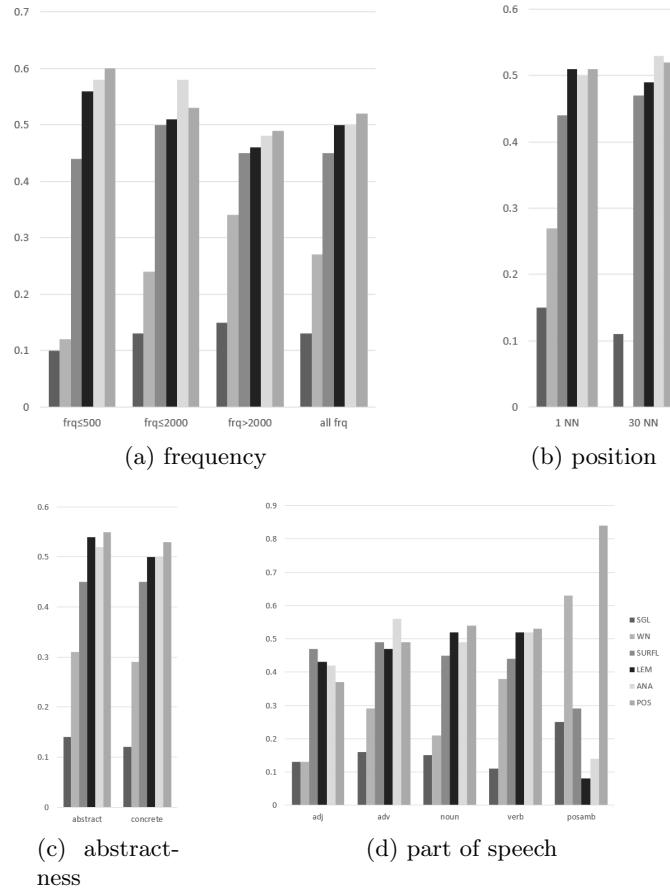 0.7
0.6
0.5
0.4
0.3
0.2
0.1
0
frq≤500 frq≤2000 frq>2000 all frq
(a) frequency
0.6
0.5
0.4
0.3
0.2
0.1
0
1 NN 30 NN
(b) position
0.6
0.5
0.4
0.3
0.2
0.1
0
abstract concrete
(c) abstract-
ness
0.9
0.8
0.7
0.6
0.5
0.4
0.3
0.2
0.1
0
adj adv noun verb posamb
SGL
WN
SURFL
LEM
ANA
POS
(d) part of speech